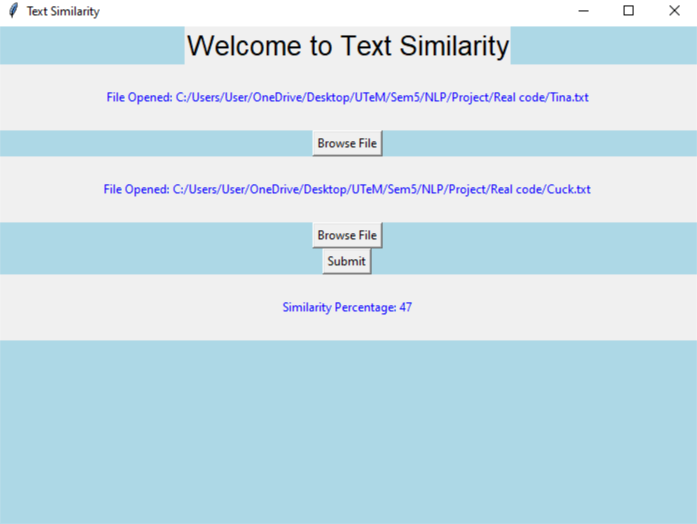 Text Similarity
Welcome to Text Similarity
File Opened: C:/Users/User/OneDrive/Desktop/UTeM/Sem5/NLP/Project/Real code/Tina.txt
Browse File
File Opened: C:/Users/User/OneDrive/Desktop/UTeM/Sem5/NLP/Project/Real code/Cuck.txt
Browse File
Submit
Similarity Percentage: 47